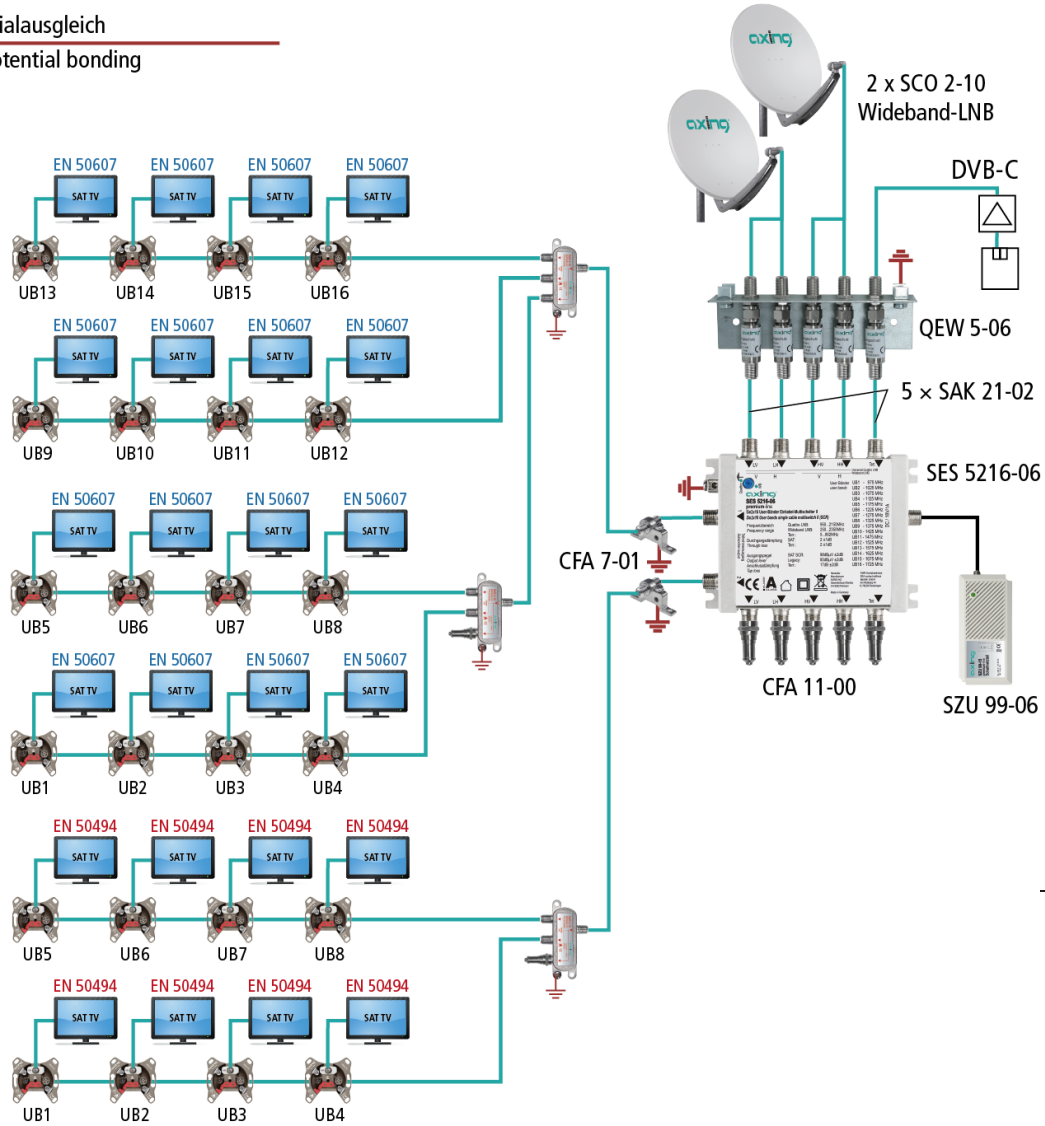 ialausgleich
otential bonding
axing
axing
2 x SCO 2-10
Wideband-LNB
DVB-C
EN 50607 EN 50607 EN 50607 EN 50607
SAT TV SAT TV SAT TV SAT TV
UB13 UB14 UB15 UB16
QEW 5-06
EN 50607 EN 50607 EN 50607 EN 50607
SAT TV SAT TV SAT TV SAT TV
UB9 UB10 UB11 UB12
5 × SAK 21-02
SES 5216-06
axing
SES 5216-06
CFA 7-01
EN 50607 EN 50607 EN 50607 EN 50607
SAT TV SAT TV SAT TV SAT TV
UB5 UB6 UB7 UB8
CFA 11-00
SZU 99-06
EN 50607 EN 50607 EN 50607 EN 50607
SAT TV SAT TV SAT TV SAT TV
UB1 UB2 UB3 UB4
EN 50494 EN 50494 EN 50494 EN 50494
SAT TV SAT TV SAT TV SAT TV
UB5 UB6 UB7 UB8
EN 50494 EN 50494 EN 50494 EN 50494
SAT TV SAT TV SAT TV SAT TV
UB1 UB2 UB3 UB4